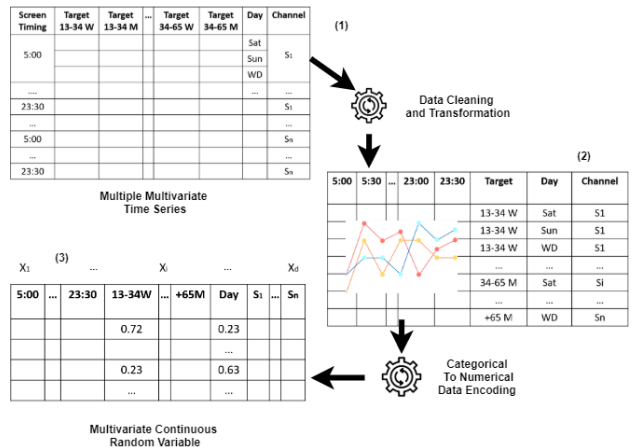 Screen Timing Target 13-34 W Target 13-34 M ... Target 34-65 W Target 34-65 M Day Channel
5:00 Sat S1
Sun
WD
.... ... ...
23:30 S1
... ...
5:00 Sn
... ...
23:30 Sn
Multiple Multivariate
Time Series
(1)
Data Cleaning
and Transformation
(2)
5:00 5:30 ... 23:00 23:30 Target Day Channel
13-34 W Sat S1
13-34 W Sun S1
13-34 W WD S1
... ... ...
34-65 M Sat Si
... ... ...
+65 M WD Sn
Categorical
To Numerical
Data Encoding
(3)
X1 ... Xi ... Xd
5:00 ... 23:30 13-34W ... +65M Day S1 ... Sn
0.72 0.23
...
0.23 0.63
... ...
Multivariate Continuous
Random Variable